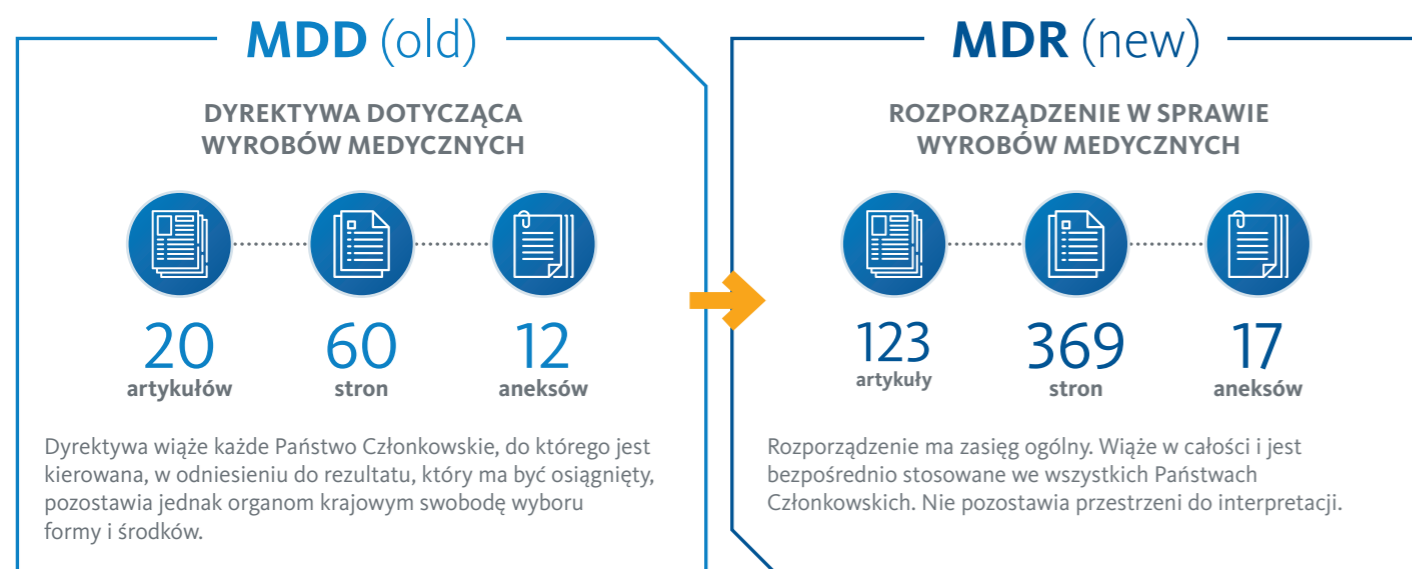 MDD (old)
DYREKTYWA DOTYCZĄCA
WYROBÓW MEDYCZNYCH
20
artykułów
60
stron
12
aneksów
Dyrektywa wiąże każde Państwo Członkowskie, do którego jest
kierowana, w odniesieniu do rezultatu, który ma być osiągnięty,
pozostawia jednak organom krajowym swobodę wyboru
formy i środków.
MDR (new)
ROZPORZĄDZENIE W SPRAWIE
WYROBÓW MEDYCZNYCH
123
artykuły
369
stron
17
aneksów
Rozporządzenie ma zasięg ogólny. Wiąże w całości i jest
bezpośrednio stosowane we wszystkich Państwach
Członkowskich. Nie pozostawia przestrzeni do interpretacji.